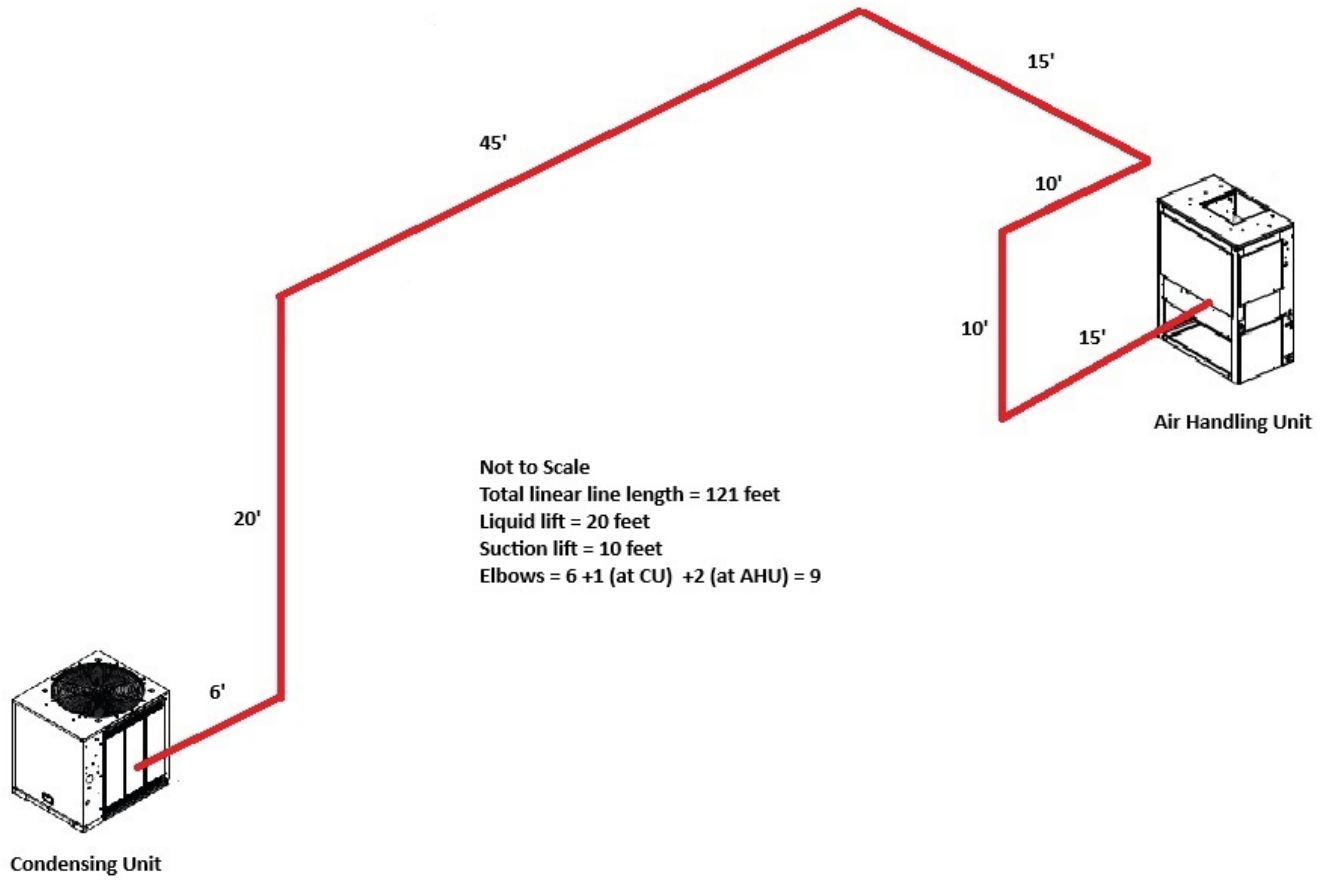 15'
45'
10'
10'
15'
Air Handling Unit
Not to Scale
Total linear line length = 121 feet
Liquid lift = 20 feet
Suction lift = 10 feet
Elbows = 6 +1 (at CU)  +2 (at AHU) = 9
20'
6'
Condensing Unit